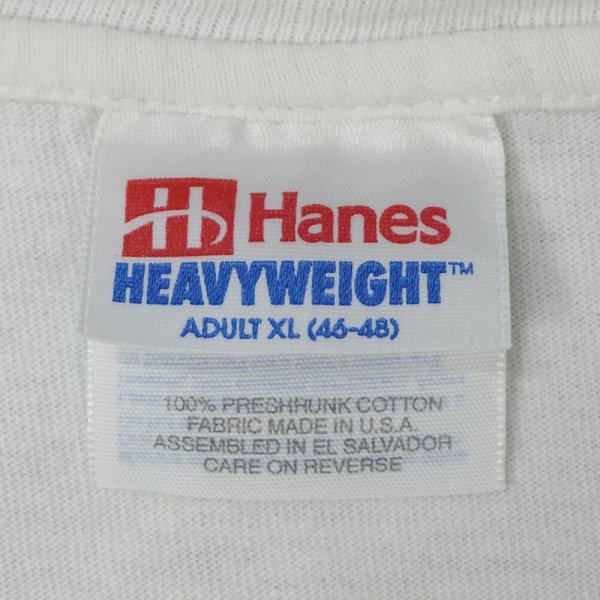 H Hanes
HEAVYWEIGHT™
ADULT XL (46-48)
100% PRESHRUNK COTTON
FABRIC MADE IN U.S.A.
ASSEMBLED IN EL SALVADOR
CARE ON REVERSE